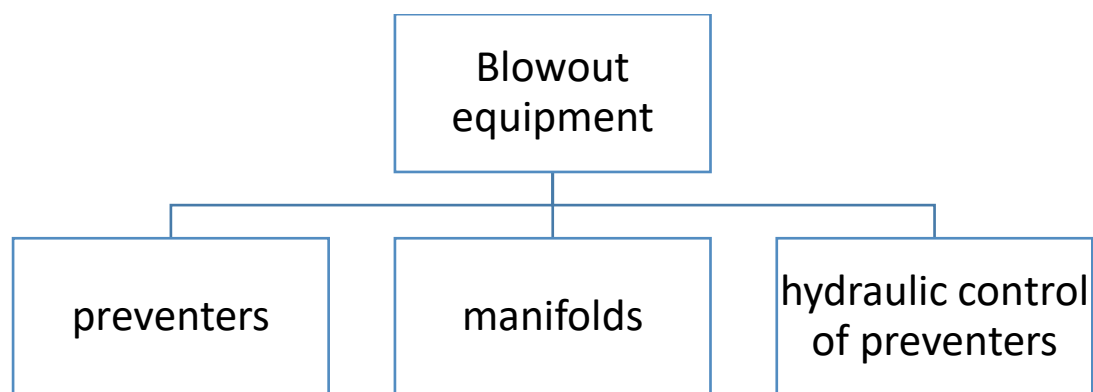 Blowout
equipment
preventers
manifolds
hydraulic control
of preventers